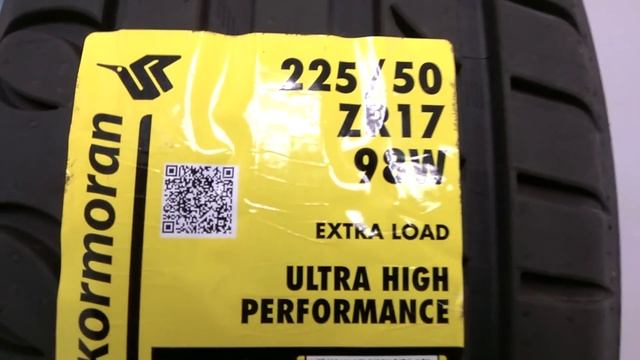 225/50
ZR17
98W
EXTRA LOAD
ULTRA HIGH
PERFORMANCE
kormoran